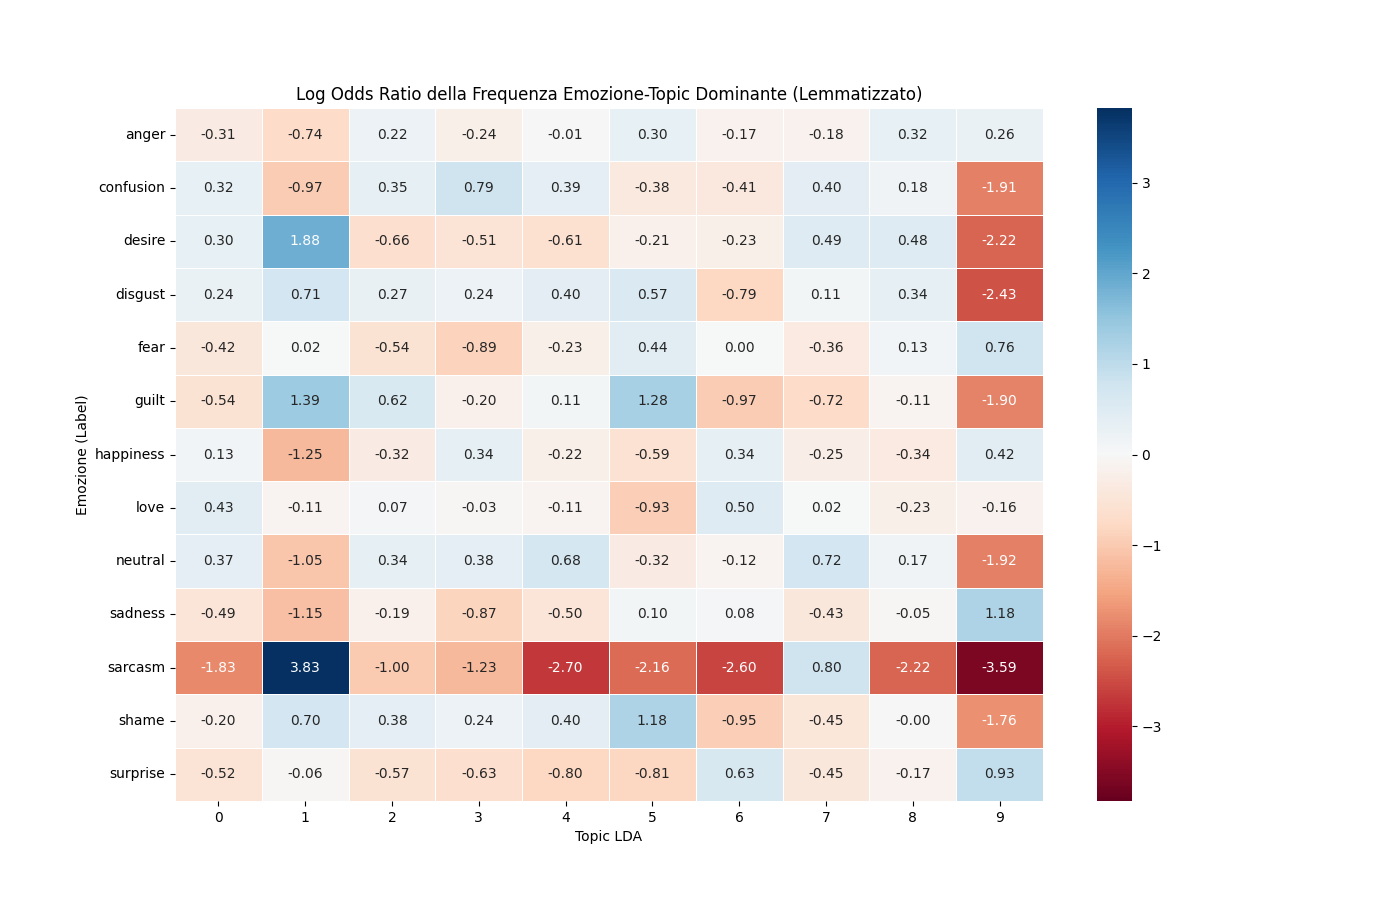 Log Odds Ratio della Frequenza Emozione-Topic Dominante (Lemmatizzato)
anger -0.31 -0.74 0.22 -0.24 -0.01 0.30 -0.17 -0.18 0.32 0.26
confusion 0.32 -0.97 0.35 0.79 0.39 -0.38 -0.41 0.40 0.18 -1.91
desire 0.30 1.88 -0.66 -0.51 -0.61 -0.21 -0.23 0.49 0.48 -2.22
disgust 0.24 0.71 0.27 0.24 0.40 0.57 -0.79 0.11 0.34 -2.43
fear -0.42 0.02 -0.54 -0.89 -0.23 0.44 0.00 -0.36 0.13 0.76
guilt -0.54 1.39 0.62 -0.20 0.11 1.28 -0.97 -0.72 -0.11 -1.90
happiness 0.13 -1.25 -0.32 0.34 -0.22 -0.59 0.34 -0.25 -0.34 0.42
love 0.43 -0.11 0.07 -0.03 -0.11 -0.93 0.50 0.02 -0.23 -0.16
neutral 0.37 -1.05 0.34 0.38 0.68 -0.32 -0.12 0.72 0.17 -1.92
sadness -0.49 -1.15 -0.19 -0.87 -0.50 0.10 0.08 -0.43 -0.05 1.18
sarcasm -1.83 3.83 -1.00 -1.23 -2.70 -2.16 -2.60 0.80 -2.22 -3.59
shame -0.20 0.70 0.38 0.24 0.40 1.18 -0.95 -0.45 -0.00 -1.76
surprise -0.52 -0.06 -0.57 -0.63 -0.80 -0.81 0.63 -0.45 -0.17 0.93
0 1 2 3 4 5 6 7 8 9
Topic LDA
Emozione (Label)
3
2
1
0
−1
−2
−3